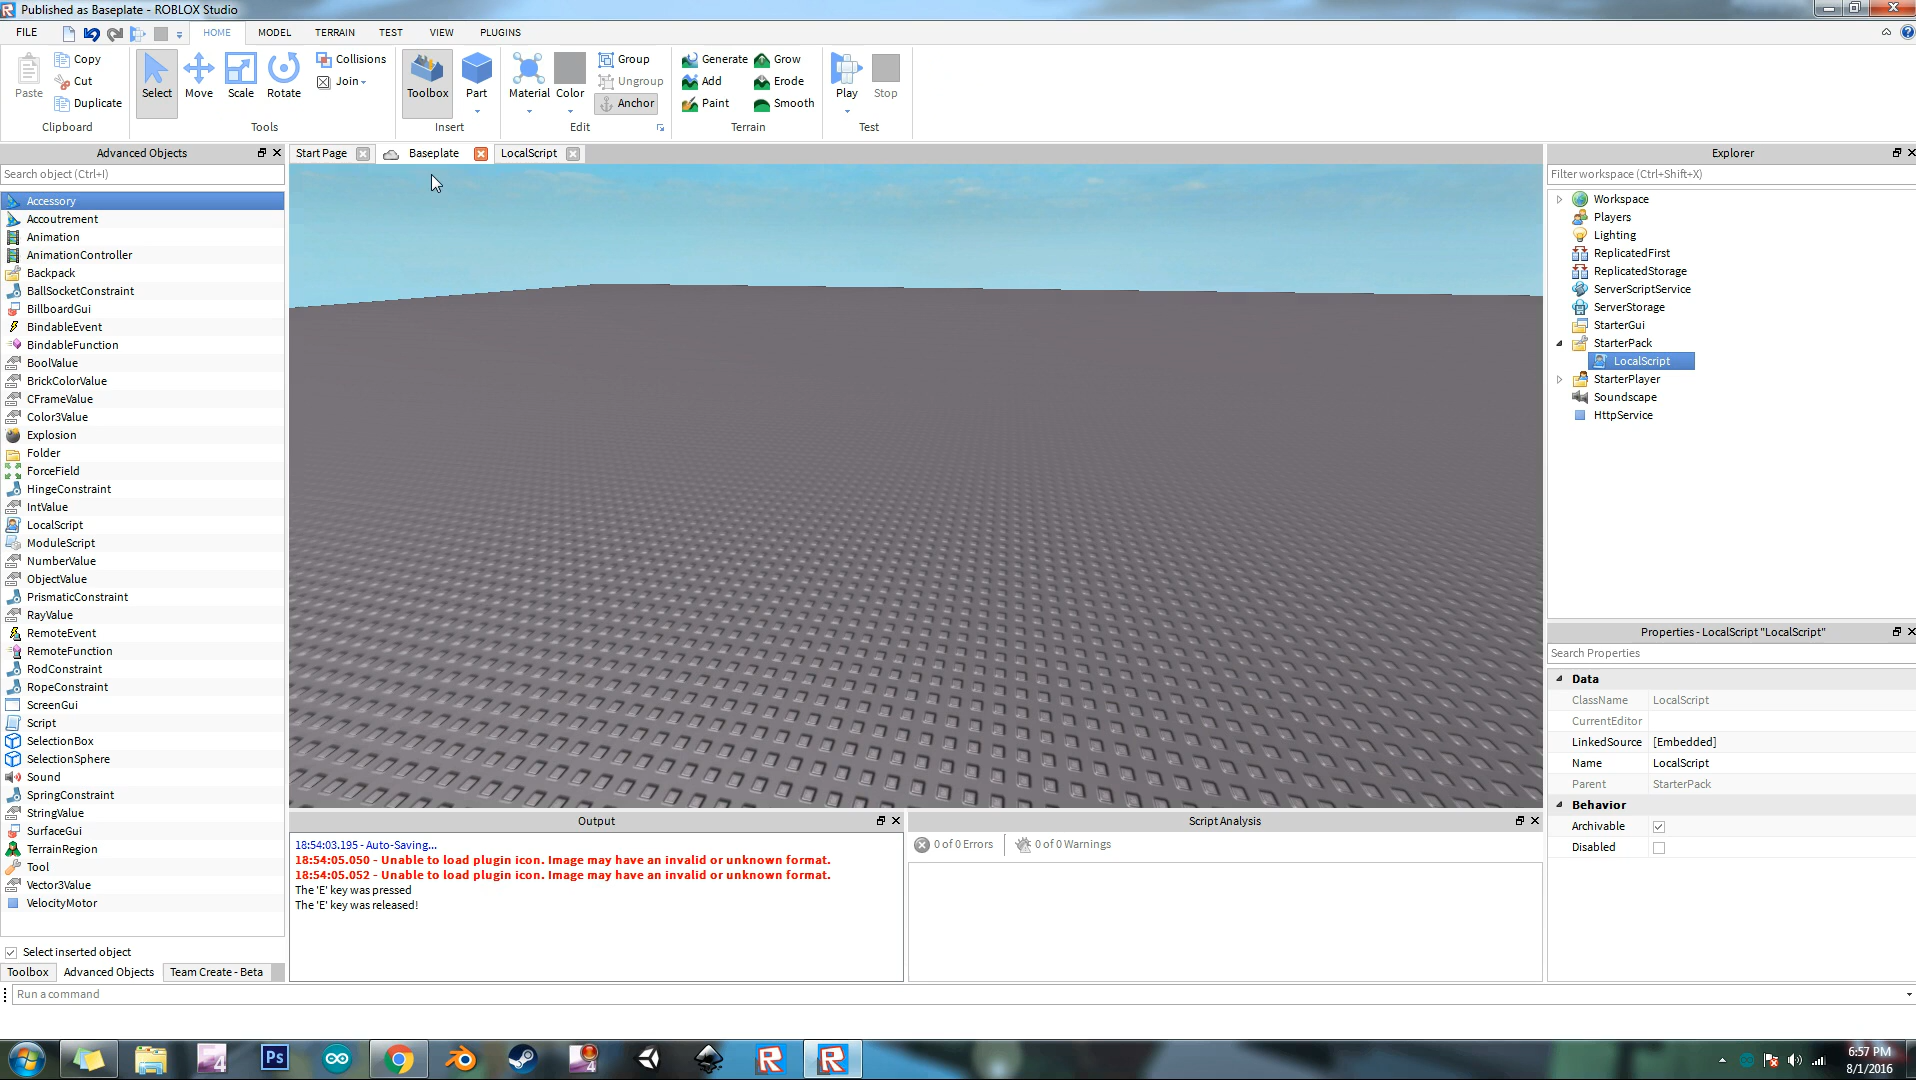 Published as Baseplate - ROBLOX Studio
FILE HOME MODEL TERRAIN TEST VIEW PLUGINS
Paste
Copy
Cut
Duplicate
Clipboard
Select Move Scale Rotate
Collisions
Join
Tools
Toolbox Part
Insert
Material Color
Group
Ungroup
Anchor
Edit
Generate Grow
Add Erode
Paint Smooth
Terrain
Play Stop
Test
Advanced Objects
Search object (Ctrl+I)
Accessory
Accoutrement
Animation
AnimationController
Backpack
BallSocketConstraint
BillboardGui
BindableEvent
BindableFunction
BoolValue
BrickColorValue
CFrameValue
Color3Value
Explosion
Folder
ForceField
HingeConstraint
IntValue
LocalScript
ModuleScript
NumberValue
ObjectValue
PrismaticConstraint
RayValue
RemoteEvent
RemoteFunction
RodConstraint
RopeConstraint
ScreenGui
Script
SelectionBox
SelectionSphere
Sound
SpringConstraint
StringValue
SurfaceGui
TerrainRegion
Tool
Vector3Value
VelocityMotor
Select inserted object
Toolbox Advanced Objects Team Create - Beta
Run a command
Start Page Baseplate LocalScript
Output
18:54:03.195 - Auto-Saving...
18:54:05.050 - Unable to load plugin icon. Image may have an invalid or unknown format.
18:54:05.052 - Unable to load plugin icon. Image may have an invalid or unknown format.
The 'E' key was pressed
The 'E' key was released!
Script Analysis
0 of 0 Errors 0 of 0 Warnings
Explorer
Filter workspace (Ctrl+Shift+X)
Workspace
Players
Lighting
ReplicatedFirst
ReplicatedStorage
ServerScriptService
ServerStorage
StarterGui
StarterPack
LocalScript
StarterPlayer
Soundscape
HttpService
Properties - LocalScript "LocalScript"
Search Properties
Data
ClassName LocalScript
CurrentEditor
LinkedSource [Embedded]
Name LocalScript
Parent StarterPack
Behavior
Archivable
Disabled
Ps
6:57 PM
8/1/2016